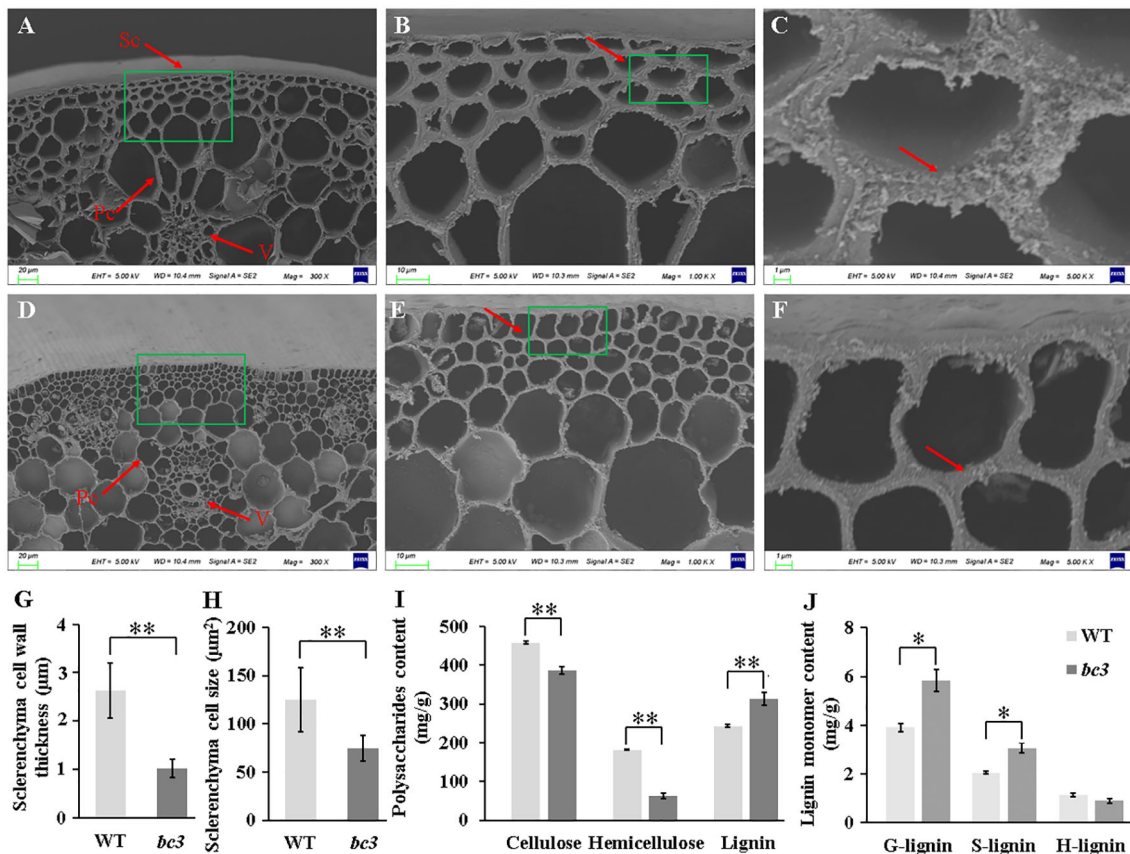 A
Sc
Pc
V
20 µm
EHT = 5.00 kV WD = 10.4 mm Signal A = SE2 Mag = 300 X
ZEISS
B
10 µm
EHT = 5.00 kV WD = 10.3 mm Signal A = SE2 Mag = 1.00 K X
ZEISS
C
1 µm
EHT = 5.00 kV WD = 10.4 mm Signal A = SE2 Mag = 5.00 K X
ZEISS
D
Pc
V
20 µm
EHT = 5.00 kV WD = 10.4 mm Signal A = SE2 Mag = 300 X
ZEISS
E
10 µm
EHT = 5.00 kV WD = 10.3 mm Signal A = SE2 Mag = 1.00 K X
ZEISS
F
1 µm
EHT = 5.00 kV WD = 10.3 mm Signal A = SE2 Mag = 5.00 K X
ZEISS
G
Sclerenchyma cell wall
thickness (µm)
4
3
2
1
0
**
WT bc3
H
Sclerenchyma cell size (µm²)
200
150
100
50
0
**
WT bc3
I
Polysaccharides content
(mg/g)
500
400
300
200
100
0
**
**
**
Cellulose Hemicellulose Lignin
J
Lignin monomer content
(mg/g)
8
6
4
2
0
*
*
WT
bc3
G-lignin S-lignin H-lignin